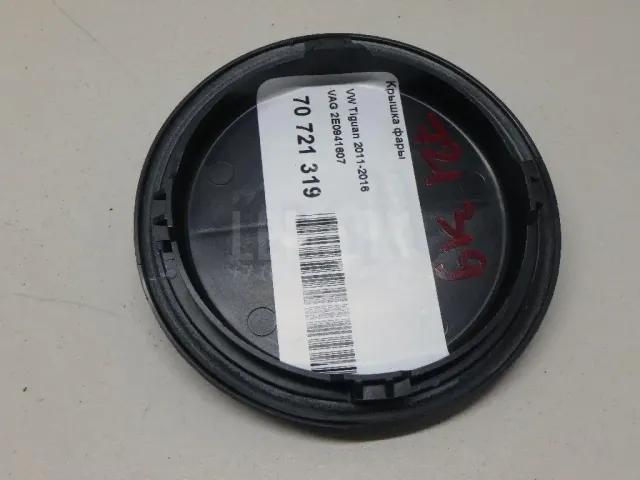 Крышка фары
VW Tiguan 2011-2016
VAG 2E0941607
70 721 319